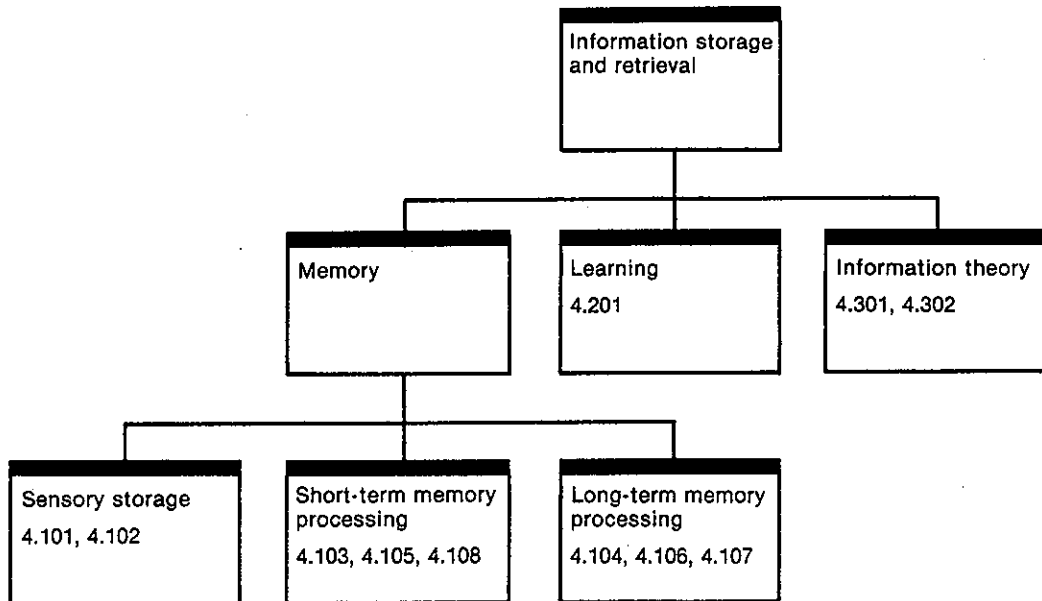 Information storage
and retrieval
Memory
Learning
4.201
Information theory
4.301, 4.302
Sensory storage
4.101, 4.102
Short-term memory
processing
4.103, 4.105, 4.108
Long-term memory
processing
4.104, 4.106, 4.107